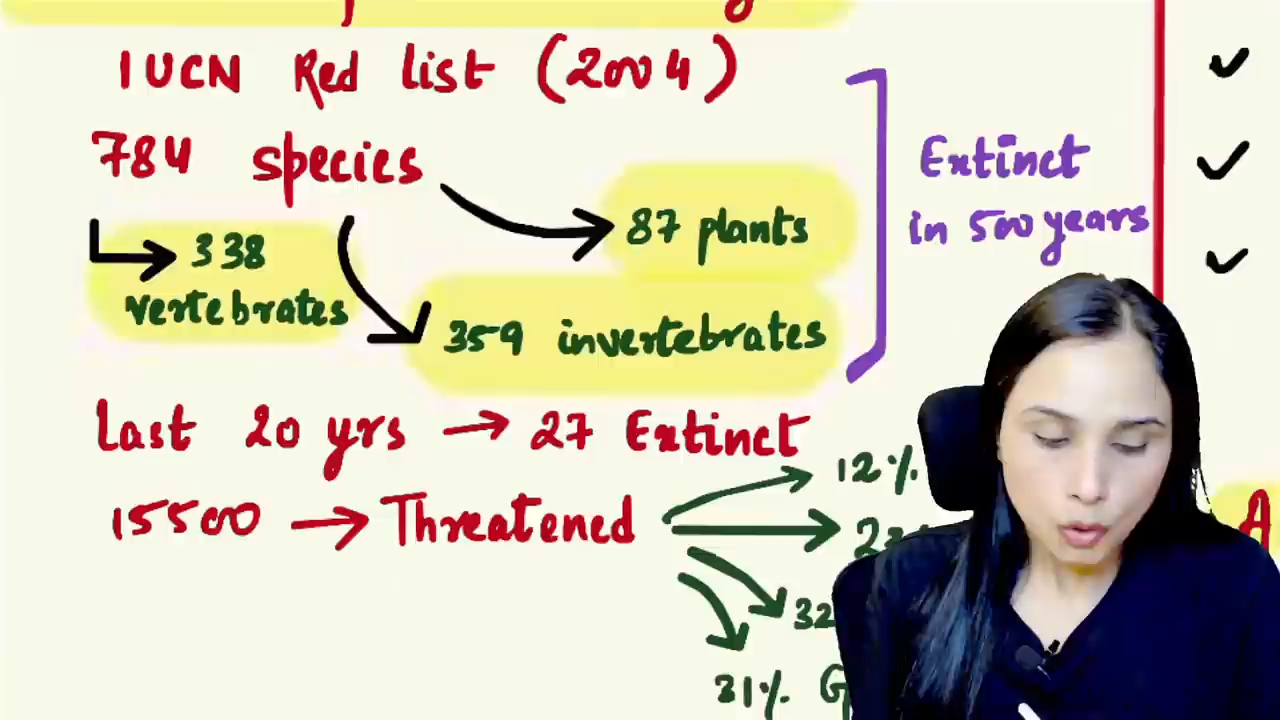 IUCN Red list (2004)
784 species
Extinct
in 500 years
87 plants
338
vertebrates
359 invertebrates
Last 20 yrs → 27 Extinct
12%.
15500 → Threatened
A
31%.